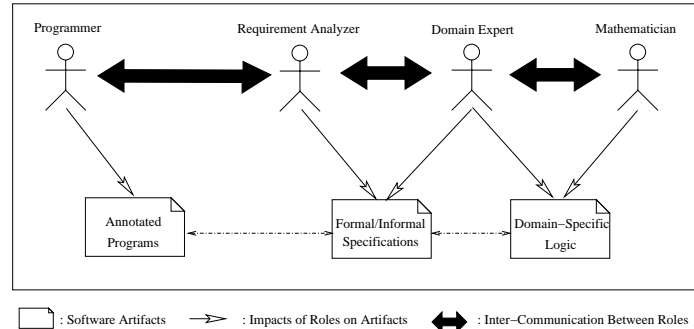 Programmer
Requirement Analyzer
Domain Expert
Mathematician
Annotated
Programs
Formal/Informal
Specifications
Domain−Specific
Logic
: Software Artifacts
: Impacts of Roles on Artifacts
: Inter−Communication Between Roles